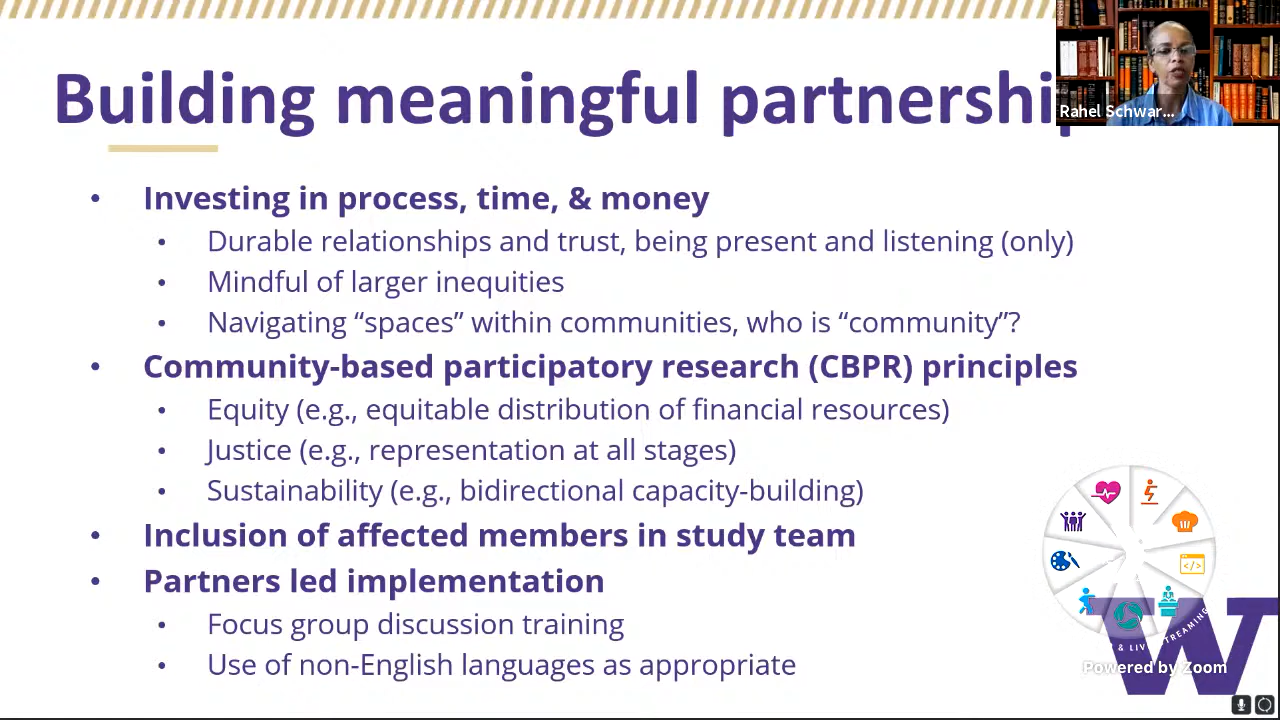 Building meaningful partnershi
Rahel Schwar...
• Investing in process, time, & money
• Durable relationships and trust, being present and listening (only)
• Mindful of larger inequities
• Navigating “spaces” within communities, who is “community”?
• Community-based participatory research (CBPR) principles
• Equity (e.g., equitable distribution of financial resources)
• Justice (e.g., representation at all stages)
• Sustainability (e.g., bidirectional capacity-building)
• Inclusion of affected members in study team
• Partners led implementation
• Focus group discussion training
• Use of non-English languages as appropriate
</>
& LIV TREAMING
W
Powered by Zoom